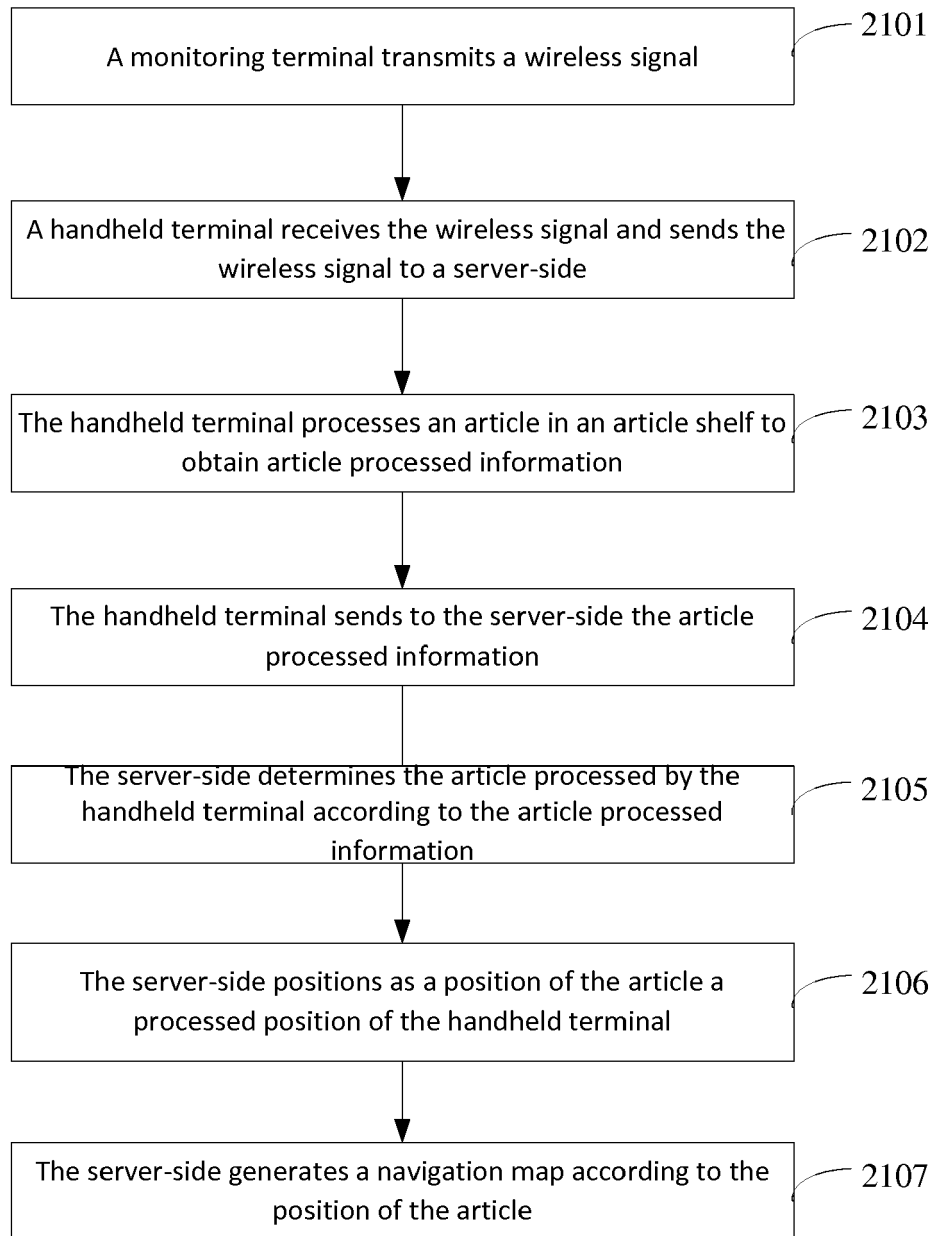 A monitoring terminal transmits a wireless signal
2101
A handheld terminal receives the wireless signal and sends the
wireless signal to a server-side
2102
The handheld terminal processes an article in an article shelf to
obtain article processed information
2103
The handheld terminal sends to the server-side the article
processed information
2104
The server-side determines the article processed by the
handheld terminal according to the article processed
information
2105
The server-side positions as a position of the article a
processed position of the handheld terminal
2106
The server-side generates a navigation map according to the
position of the article
2107